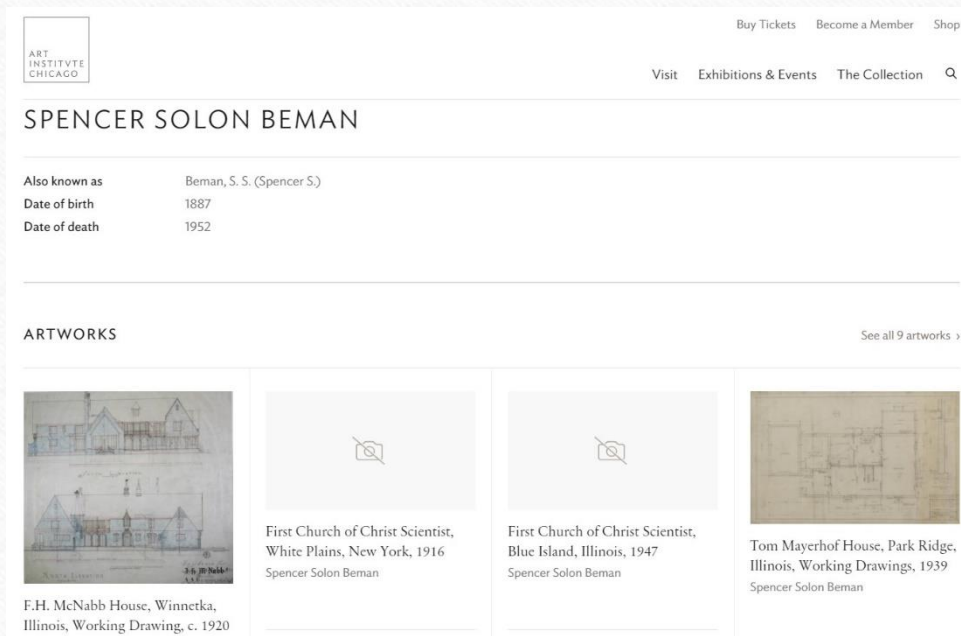 ART
INSTITVTE
CHICAGO
Buy Tickets Become a Member Shop
Visit Exhibitions & Events The Collection
SPENCER SOLON BEMAN
Also known as Beman, S. S. (Spencer S.)
Date of birth 1887
Date of death 1952
ARTWORKS
See all 9 artworks ›
F.H. McNabb House, Winnetka,
Illinois, Working Drawing, c. 1920
First Church of Christ Scientist,
White Plains, New York, 1916
Spencer Solon Beman
First Church of Christ Scientist,
Blue Island, Illinois, 1947
Spencer Solon Beman
Tom Mayerhof House, Park Ridge,
Illinois, Working Drawings, 1939
Spencer Solon Beman